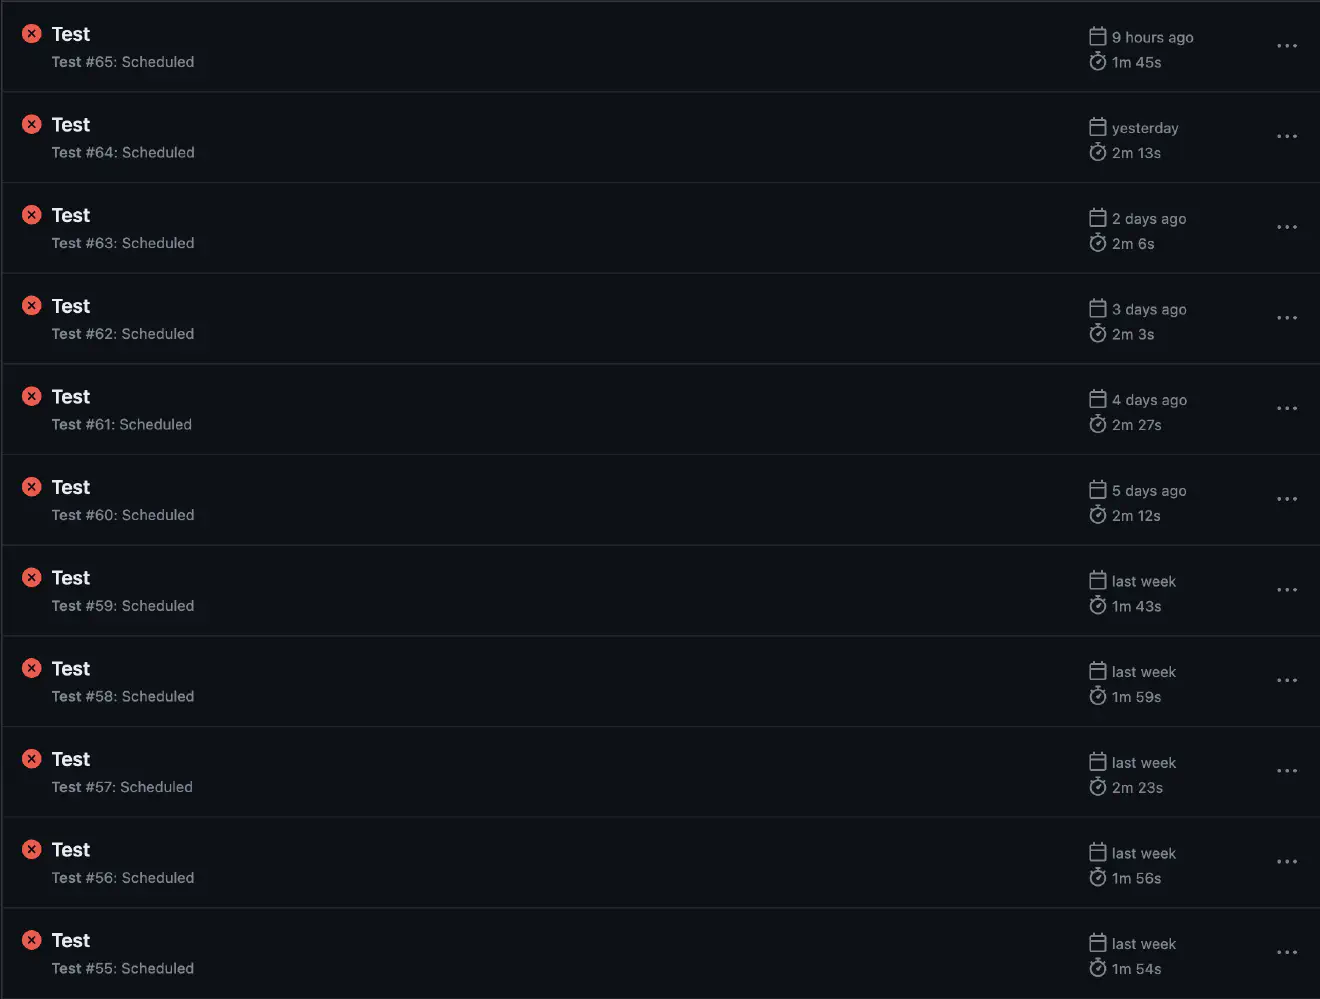 Test
9 hours ago
Test #65: Scheduled
1m 45s
Test
yesterday
Test #64: Scheduled
2m 13s
Test
2 days ago
Test #63: Scheduled
2m 6s
Test
3 days ago
Test #62: Scheduled
2m 3s
Test
4 days ago
Test #61: Scheduled
2m 27s
Test
5 days ago
Test #60: Scheduled
2m 12s
Test
last week
Test #59: Scheduled
1m 43s
Test
last week
Test #58: Scheduled
1m 59s
Test
last week
Test #57: Scheduled
2m 23s
Test
last week
Test #56: Scheduled
1m 56s
Test
last week
Test #55: Scheduled
1m 54s